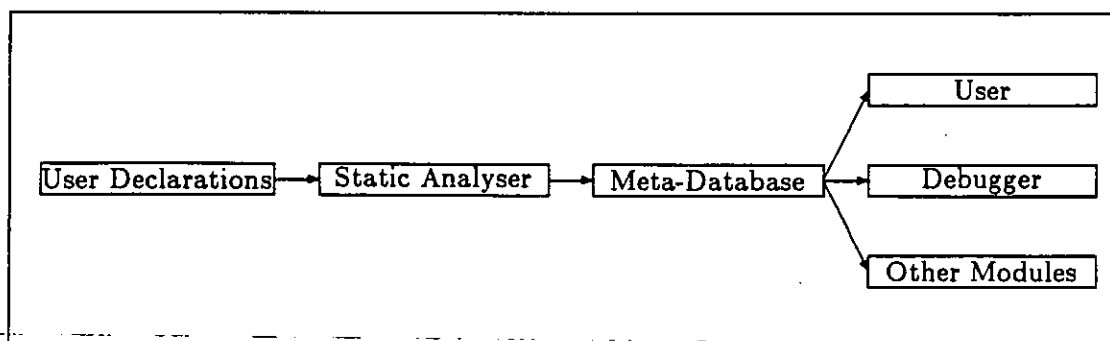 User
User Declarations
Static Analyser
Meta-Database
Debugger
Other Modules